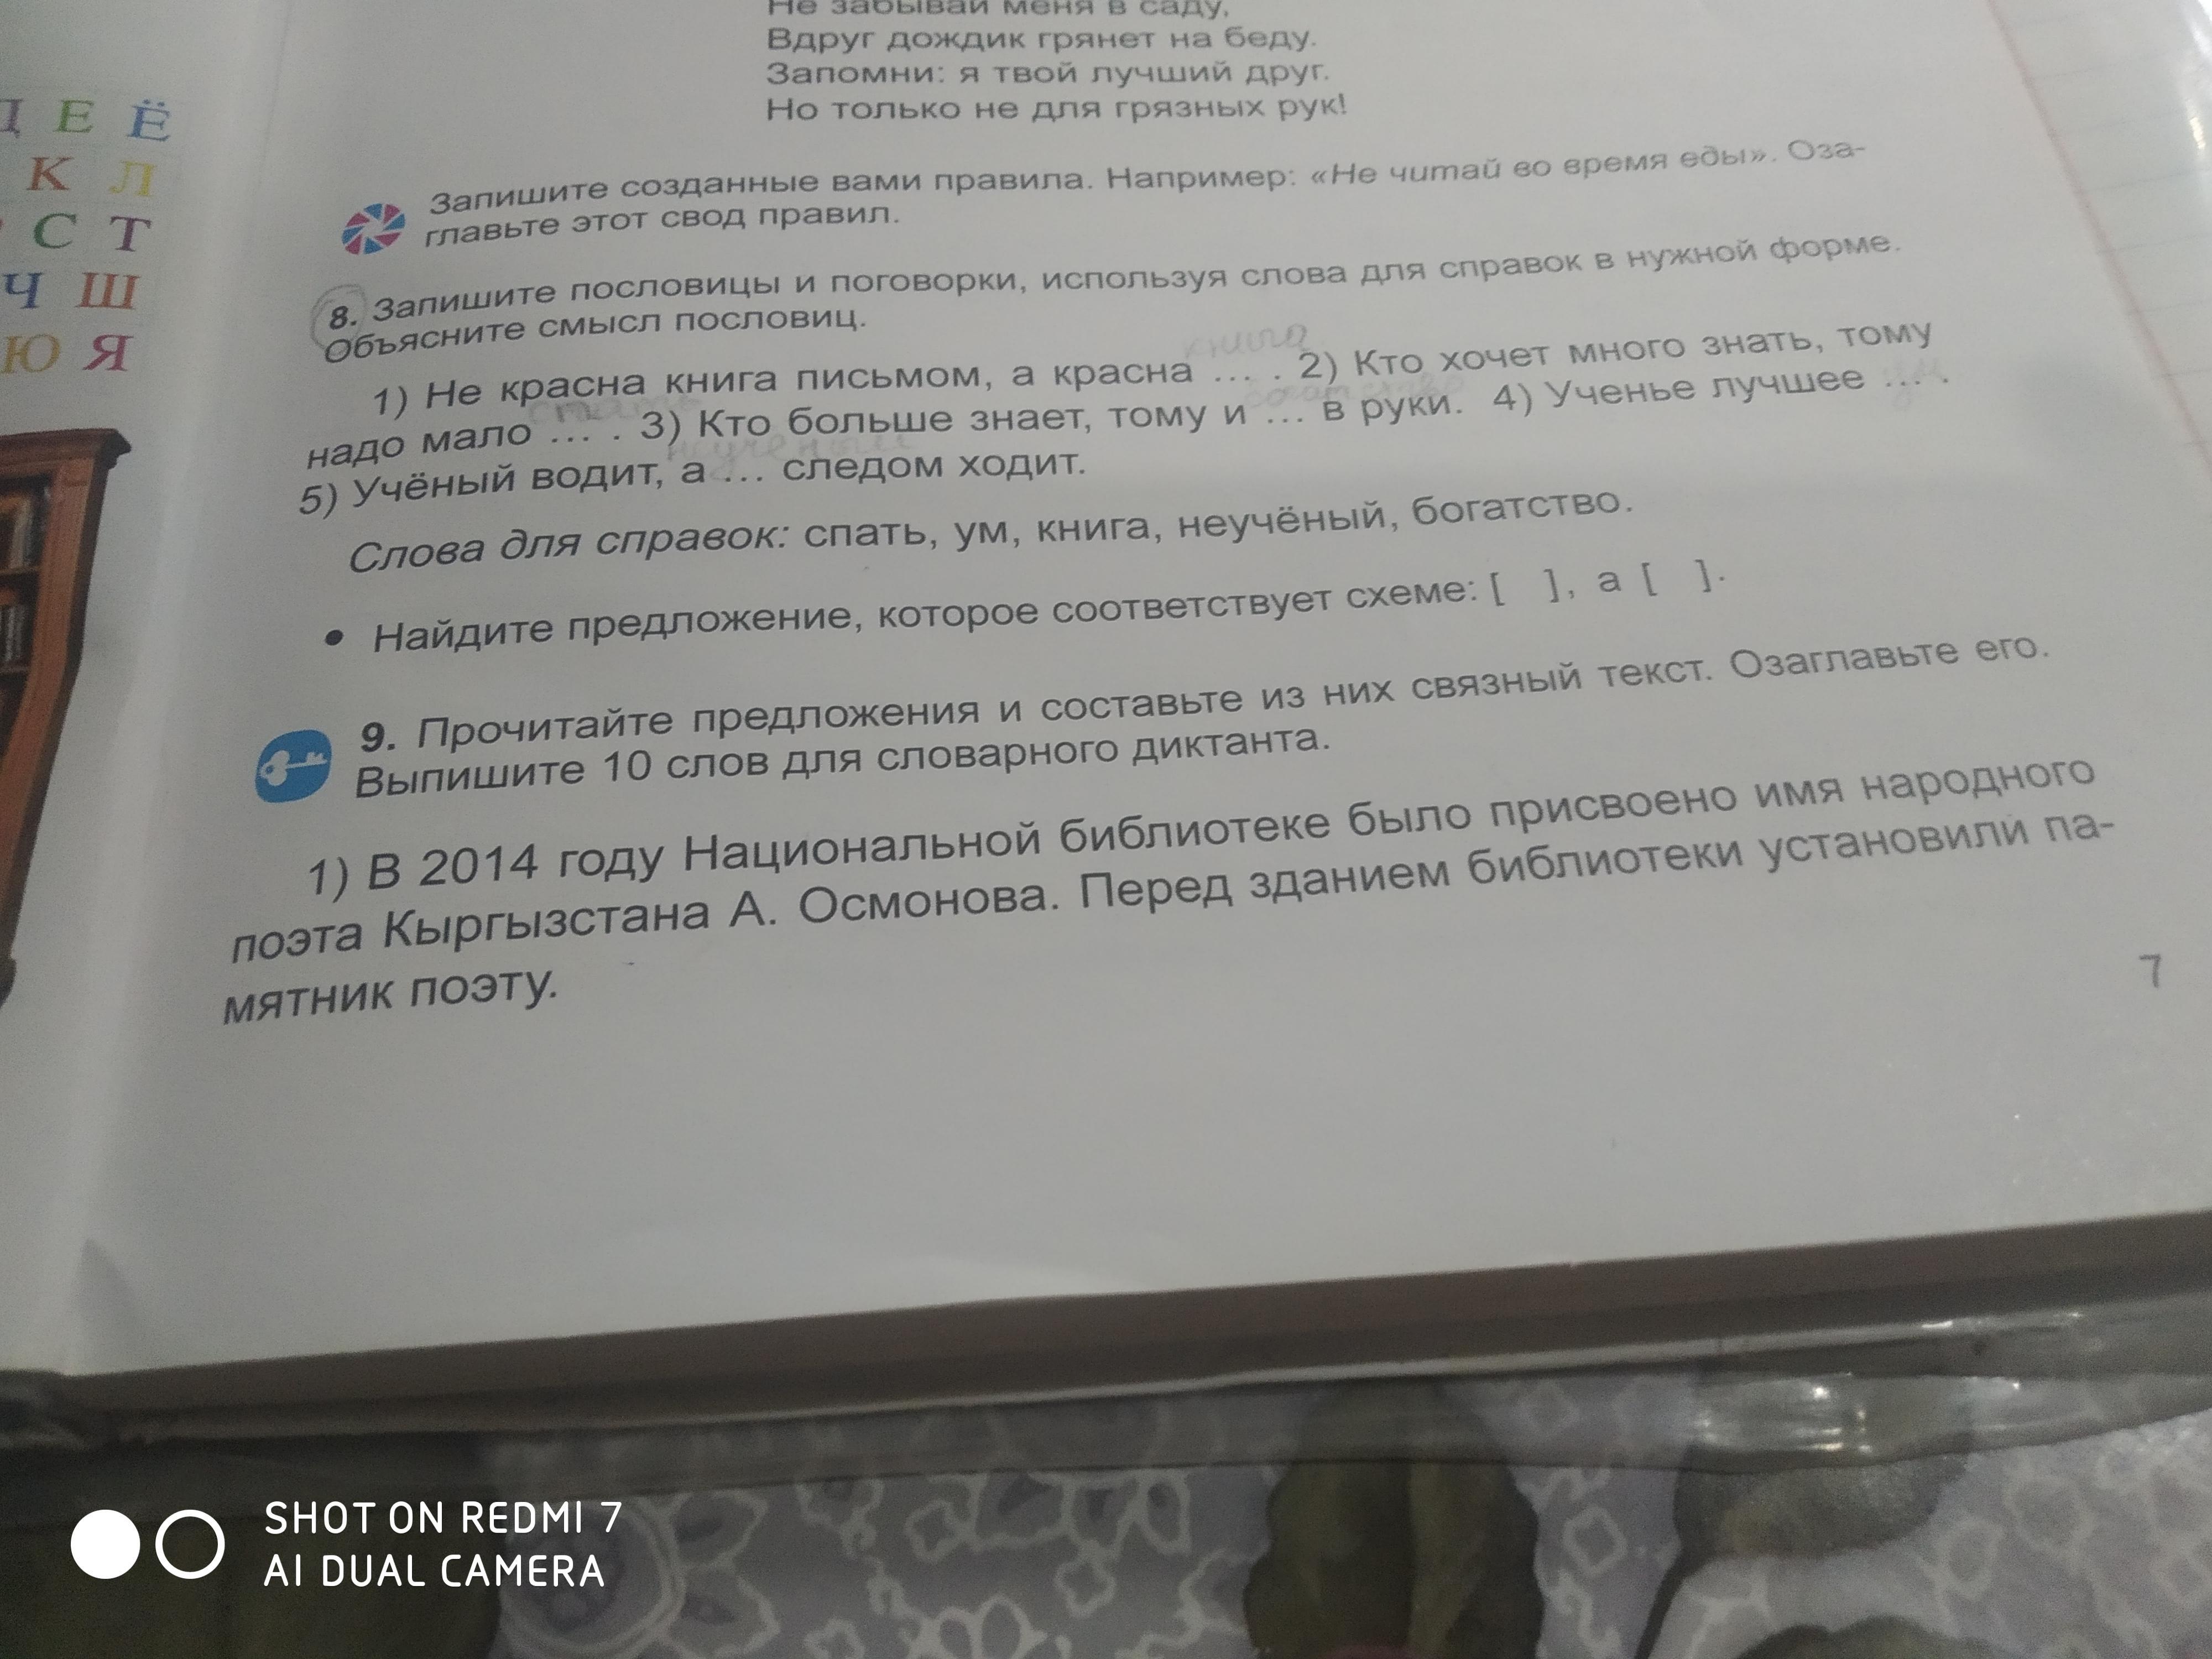 Не забывай меня в саду,
Вдруг дождик грянет на беду.
Запомни: я твой лучший друг.
Но только не для грязных рук!
Д Е Ё
К Л
С Т
Ч Ш
Ю Я
Запишите созданные вами правила. Например: «Не читай во время еды». Оза-
главьте этот свод правил.
8. Запишите пословицы и поговорки, используя слова для справок в нужной форме.
Объясните смысл пословиц.
книга
1) Не красна книга письмом, а красна ... . 2) Кто хочет много знать, тому
спать богатство ум
надо мало ... . 3) Кто больше знает, тому и ... в руки. 4) Ученье лучшее ... .
неучёный
5) Учёный водит, а ... следом ходит.
Слова для справок: спать, ум, книга, неучёный, богатство.
• Найдите предложение, которое соответствует схеме: [ ], а [ ].
9. Прочитайте предложения и составьте из них связный текст. Озаглавьте его.
Выпишите 10 слов для словарного диктанта.
1) В 2014 году Национальной библиотеке было присвоено имя народного
поэта Кыргызстана А. Осмонова. Перед зданием библиотеки установили па-
мятник поэту.
7
SHOT ON REDMI 7
AI DUAL CAMERA